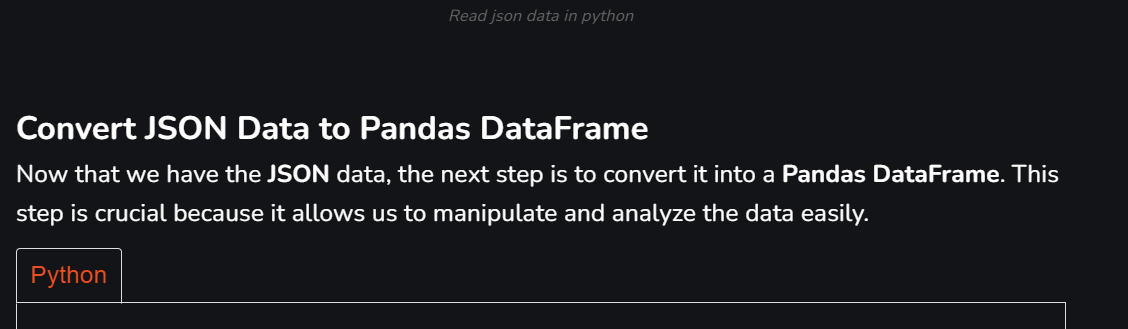 Read json data in python
Convert JSON Data to Pandas DataFrame
Now that we have the JSON data, the next step is to convert it into a Pandas DataFrame. This
step is crucial because it allows us to manipulate and analyze the data easily.
Python